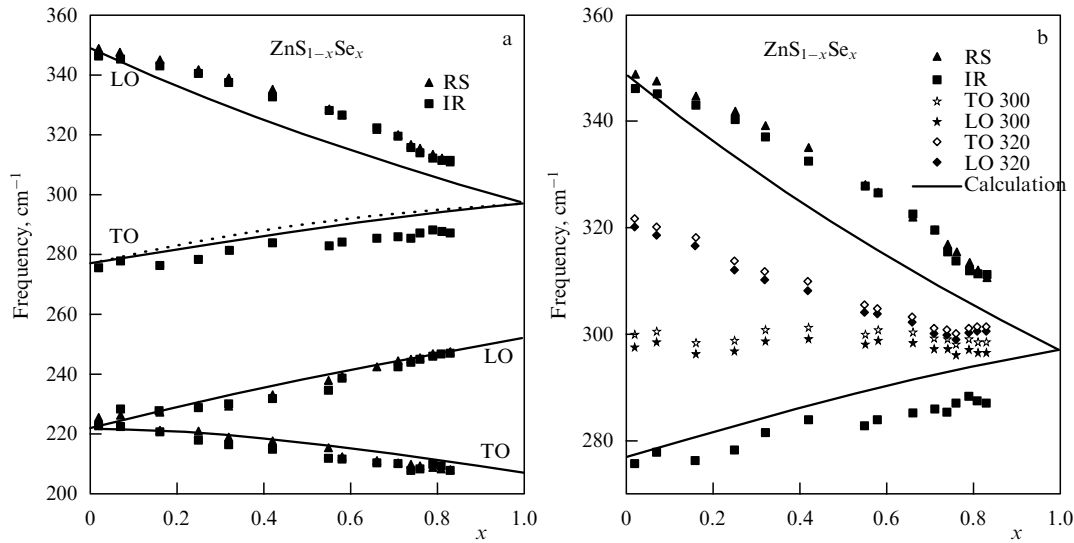 360
340
320
300
280
260
240
220
200
Frequency, cm⁻¹
ZnS₁₋ₓSeₓ
a
RS
IR
LO
TO
LO
TO
0
0.2
0.4
0.6
0.8
1.0
x
360
340
320
300
280
Frequency, cm⁻¹
ZnS₁₋ₓSeₓ
b
RS
IR
TO 300
LO 300
TO 320
LO 320
Calculation
0
0.2
0.4
0.6
0.8
1.0
x